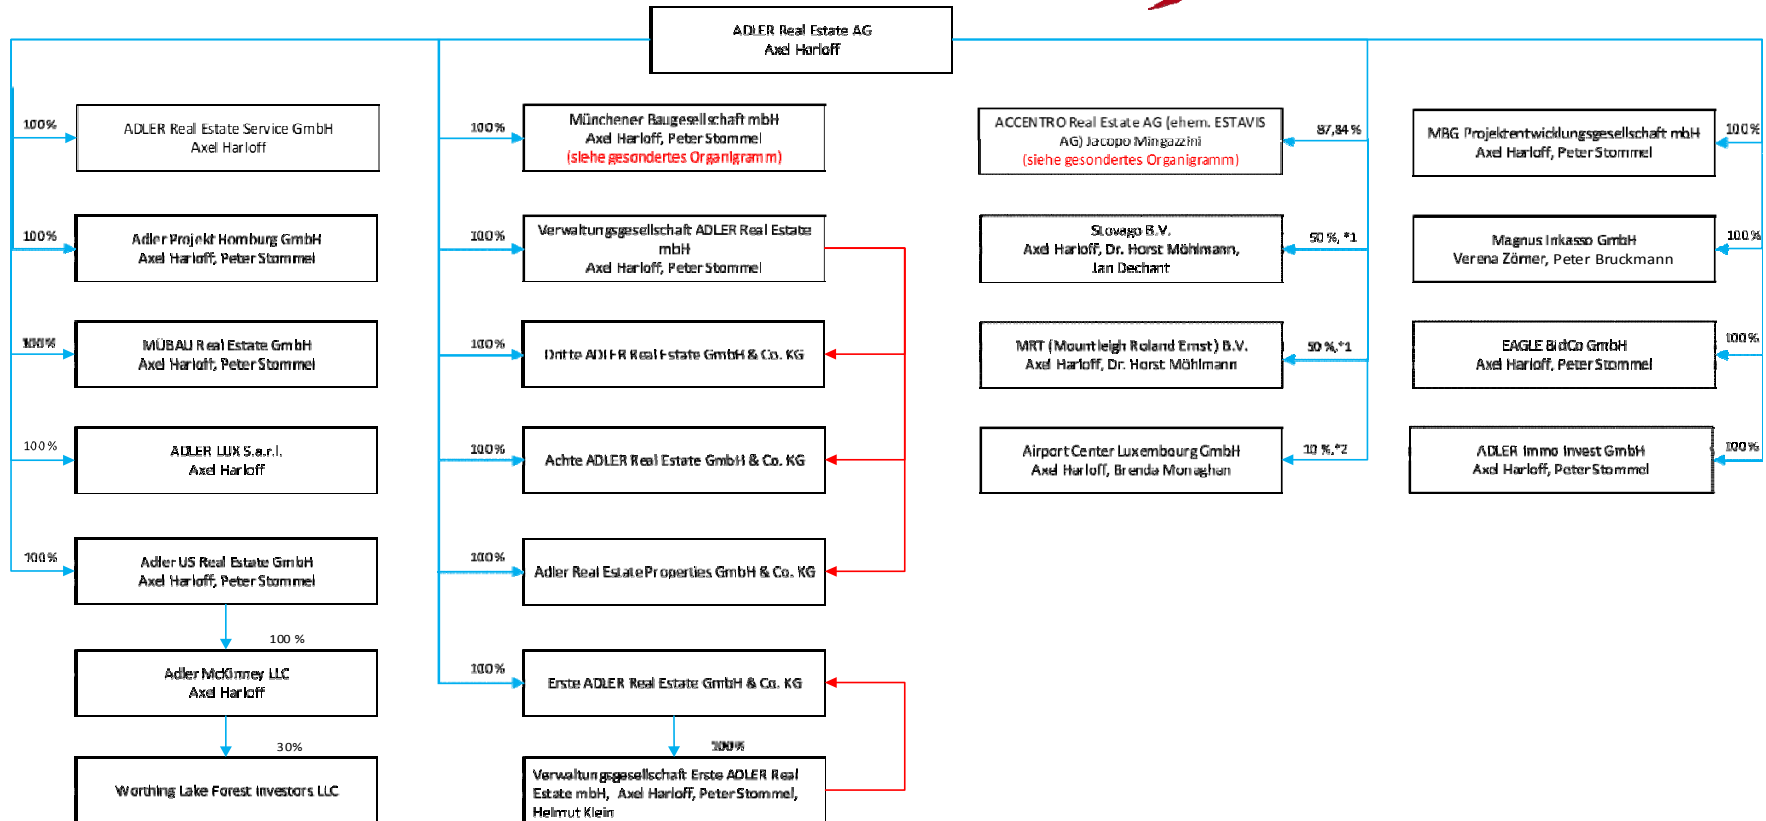 ADLER Real Estate AG
Axel Harloff
100%
ADLER Real Estate Service GmbH
Axel Harloff
100%
Adler Projekt Homburg GmbH
Axel Harloff, Peter Stommel
100%
MÜBAU Real Estate GmbH
Axel Harloff, Peter Stommel
100%
ADLER LUX S.a.r.l.
Axel Harloff
100%
Adler US Real Estate GmbH
Axel Harloff, Peter Stommel
100 %
Adler McKinney LLC
Axel Harloff
30%
Worthing Lake Forest Investors LLC
100%
Münchener Baugesellschaft mbH
Axel Harloff, Peter Stommel
(siehe gesondertes Organigramm)
100%
Verwaltungsgesellschaft ADLER Real Estate
mbH
Axel Harloff, Peter Stommel
100%
Dritte ADLER Real Estate GmbH & Co. KG
100%
Achte ADLER Real Estate GmbH & Co. KG
100%
Adler Real Estate Properties GmbH & Co. KG
100%
Erste ADLER Real Estate GmbH & Co. KG
100%
Verwaltungsgesellschaft Erste ADLER Real
Estate mbH, Axel Harloff, Peter Stommel,
Helmut Klein
ACCENTRO Real Estate AG (ehem. ESTAVIS
AG) Jacopo Mingazzini
(siehe gesondertes Organigramm)
87,84 %
Slovago B.V.
Axel Harloff, Dr. Horst Möhlmann,
Jan Dechant
50 %, *1
MRT (Mountleigh Roland Ernst) B.V.
Axel Harloff, Dr. Horst Möhlmann
50 %,*1
Airport Center Luxembourg GmbH
Axel Harloff, Brenda Monaghan
10 %,*2
MBG Projektentwicklungsgesellschaft mbH
Axel Harloff, Peter Stommel
100%
Magnus Inkasso GmbH
Verena Zörner, Peter Bruckmann
100%
EAGLE BidCo GmbH
Axel Harloff, Peter Stommel
100%
ADLER Immo Invest GmbH
Axel Harloff, Peter Stommel
100%